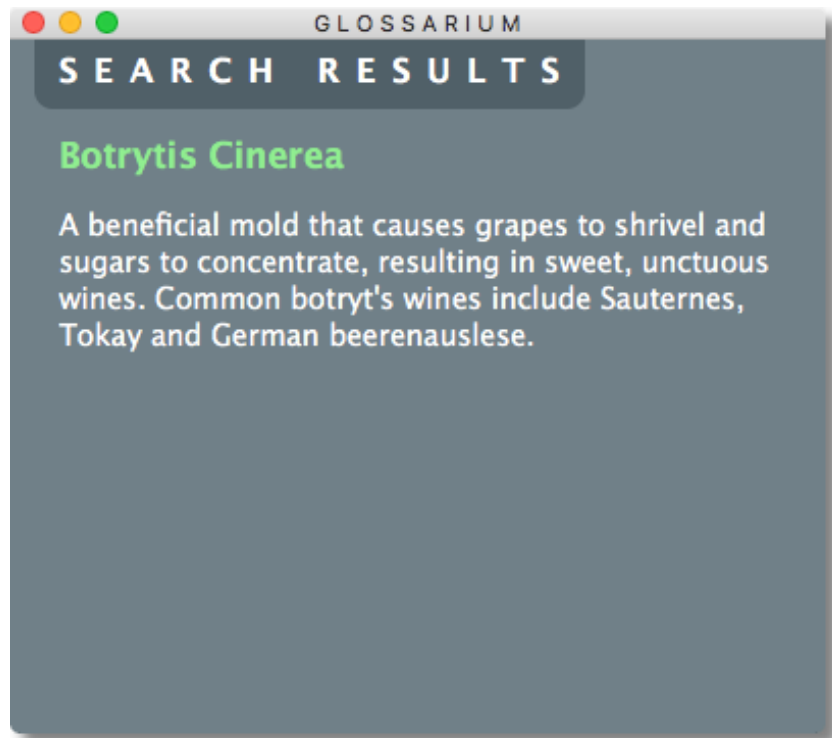 GLOSSARIUM
SEARCH RESULTS
Botrytis Cinerea
A beneficial mold that causes grapes to shrivel and
sugars to concentrate, resulting in sweet, unctuous
wines. Common botryt's wines include Sauternes,
Tokay and German beerenauslese.